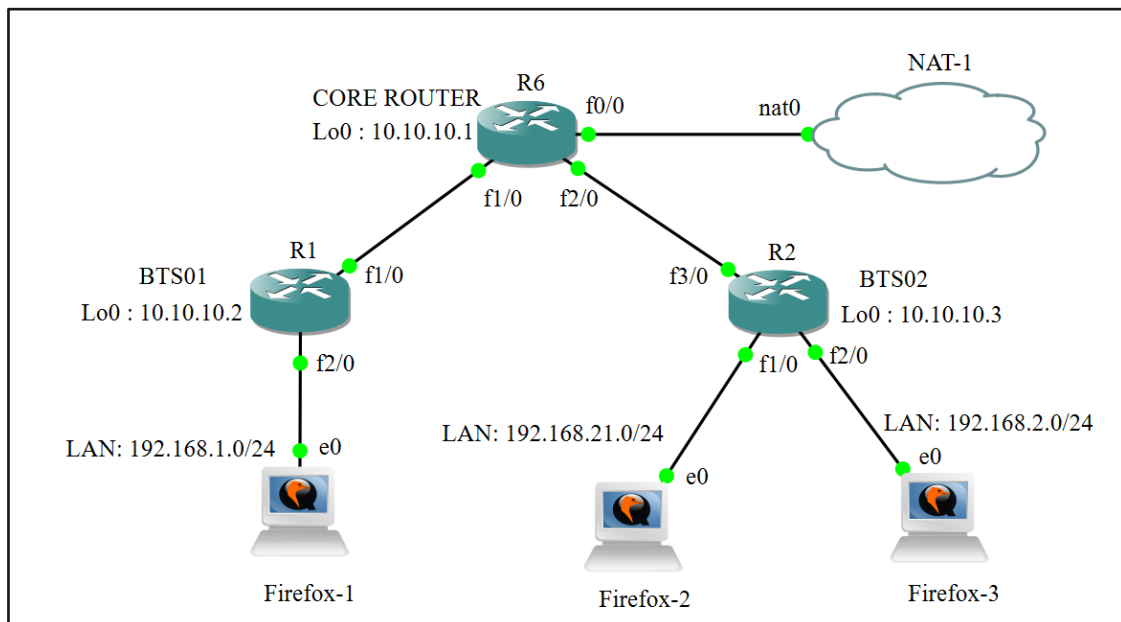 NAT-1
R6
CORE ROUTER
f0/0
nat0
Lo0 : 10.10.10.1
f1/0
f2/0
R1
R2
BTS01
f1/0
f3/0
BTS02
Lo0 : 10.10.10.2
Lo0 : 10.10.10.3
f2/0
f1/0
f2/0
LAN: 192.168.1.0/24
e0
LAN: 192.168.21.0/24
LAN: 192.168.2.0/24
e0
e0
Firefox-1
Firefox-2
Firefox-3